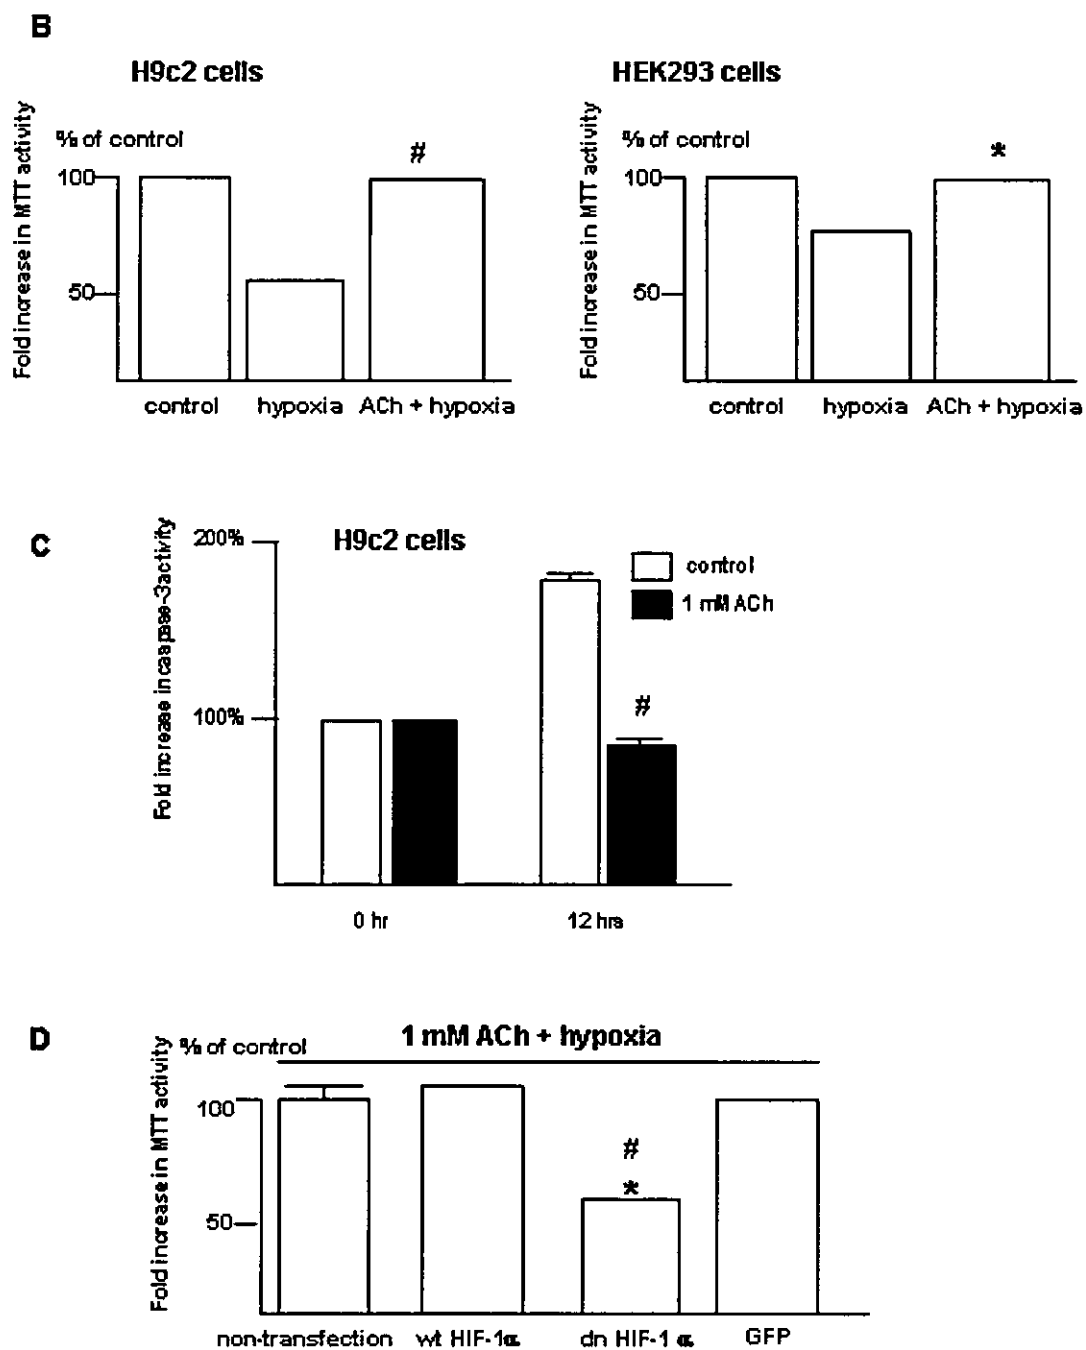 B
H9c2 cells
HEK293 cells
Fold increase in MTT activity
% of control
#
100
50
control hypoxia ACh + hypoxia
Fold increase in MTT activity
% of control
*
100
50
control hypoxia ACh + hypoxia
C
H9c2 cells
Fold increase in caspase-3 activity
200%
100%
control
1 mM ACh
#
0 hr 12 hrs
D
1 mM ACh + hypoxia
Fold increase in MTT activity
% of control
100
50
#
*
non-transfection wt HIF-1α dn HIF-1 α GFP